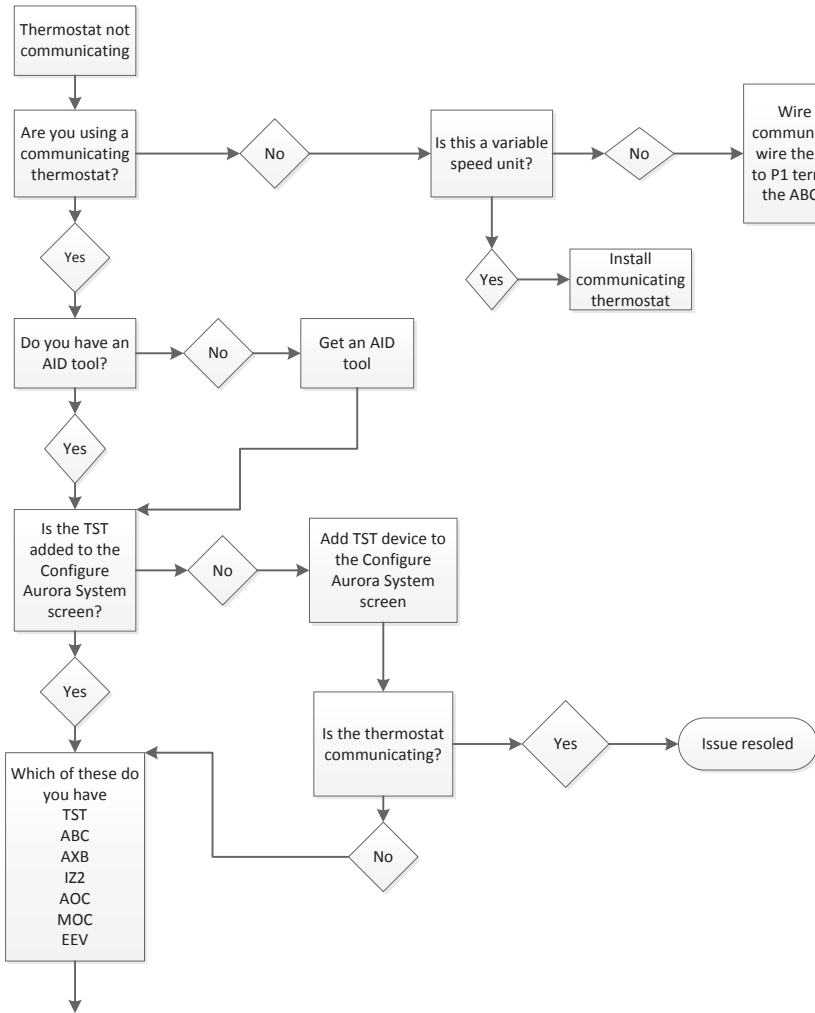 Thermostat not
communicating
Are you using a
communicating
thermostat?
No
Is this a variable
speed unit?
No
Wire
wire the
to P1
the ABC
Yes
Yes
Install
communicating
thermostat
Do you have an
AID tool?
No
Get an AID
tool
Yes
Is the TST
added to the
Configure
Aurora System
screen?
No
Add TST device to
the Configure
Aurora System
screen
Yes
Is the thermostat
communicating?
Yes
Issue resoled
Which of these do
you have
TST
ABC
AXB
IZ2
AOC
MOC
EEV
No